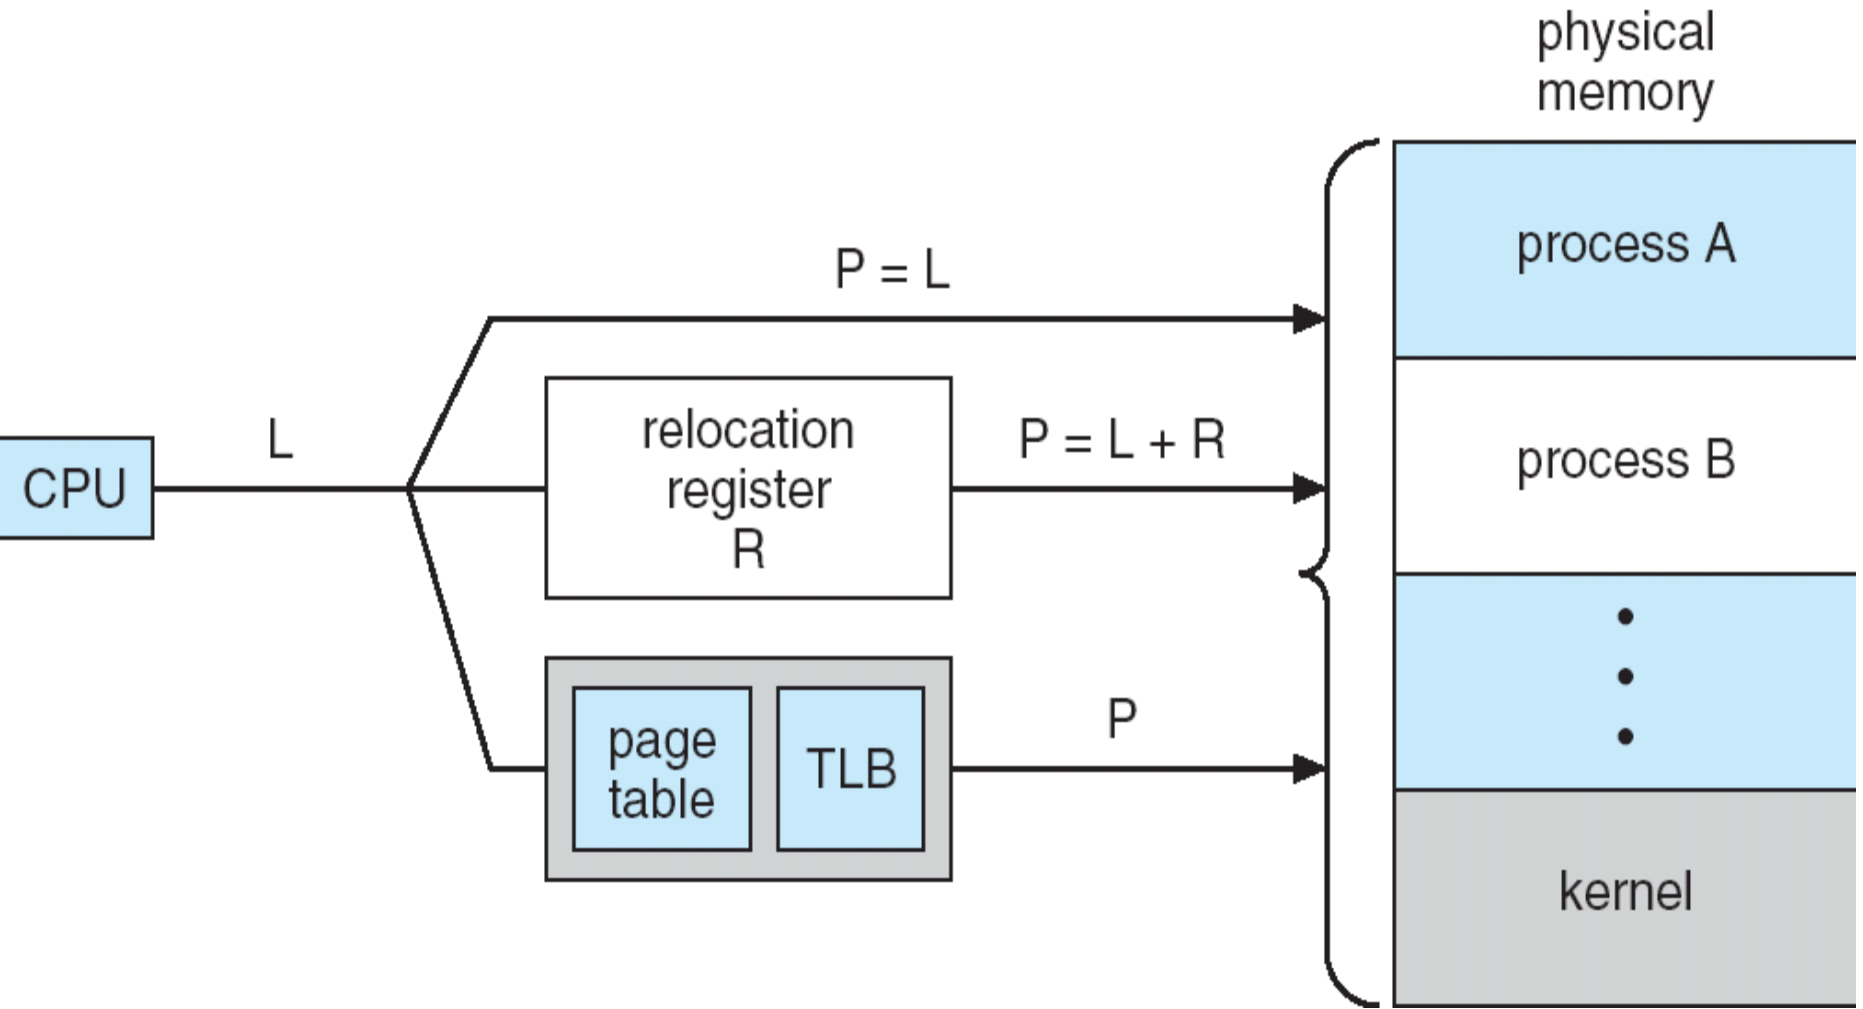 physical
memory
process A
P = L
L
relocation
register
R
P = L + R
CPU
process B
page
table
TLB
P
kernel